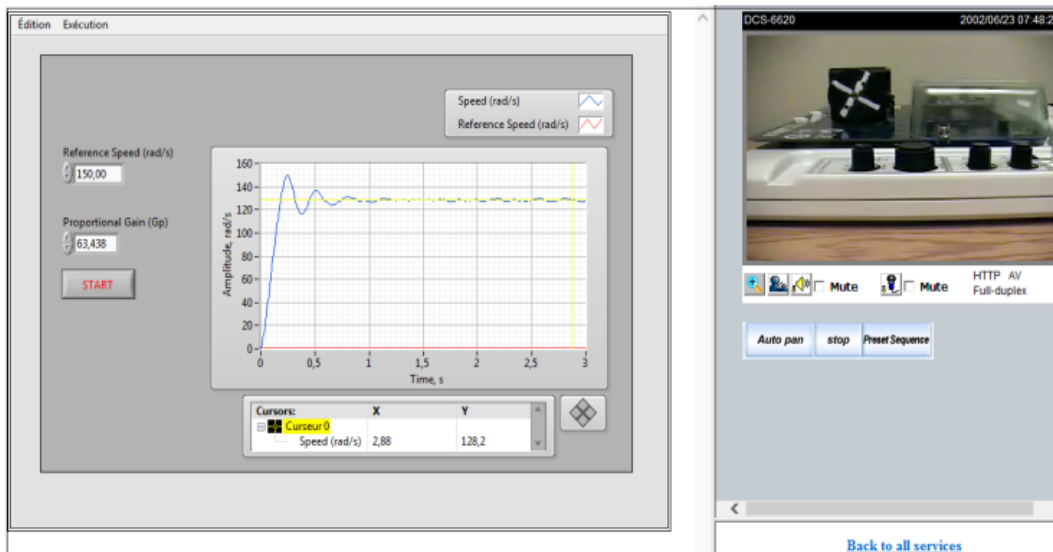 Édition Exécution
Speed (rad/s)
Reference Speed (rad/s)
Reference Speed (rad/s)
150,00
Proportional Gain (Gp)
63,438
START
Amplitude, rad/s
160
140
120
100
80
60
40
20
0
0 0,5 1 1,5 2 2,5 3
Time, s
Cursors: X Y
Curseur 0
Speed (rad/s) 2,88 128,2
DCS-6620 2002/06/23 07:48:2
Mute Mute
HTTP AV
Full-duplex
Auto pan stop Preset Sequence
Back to all services